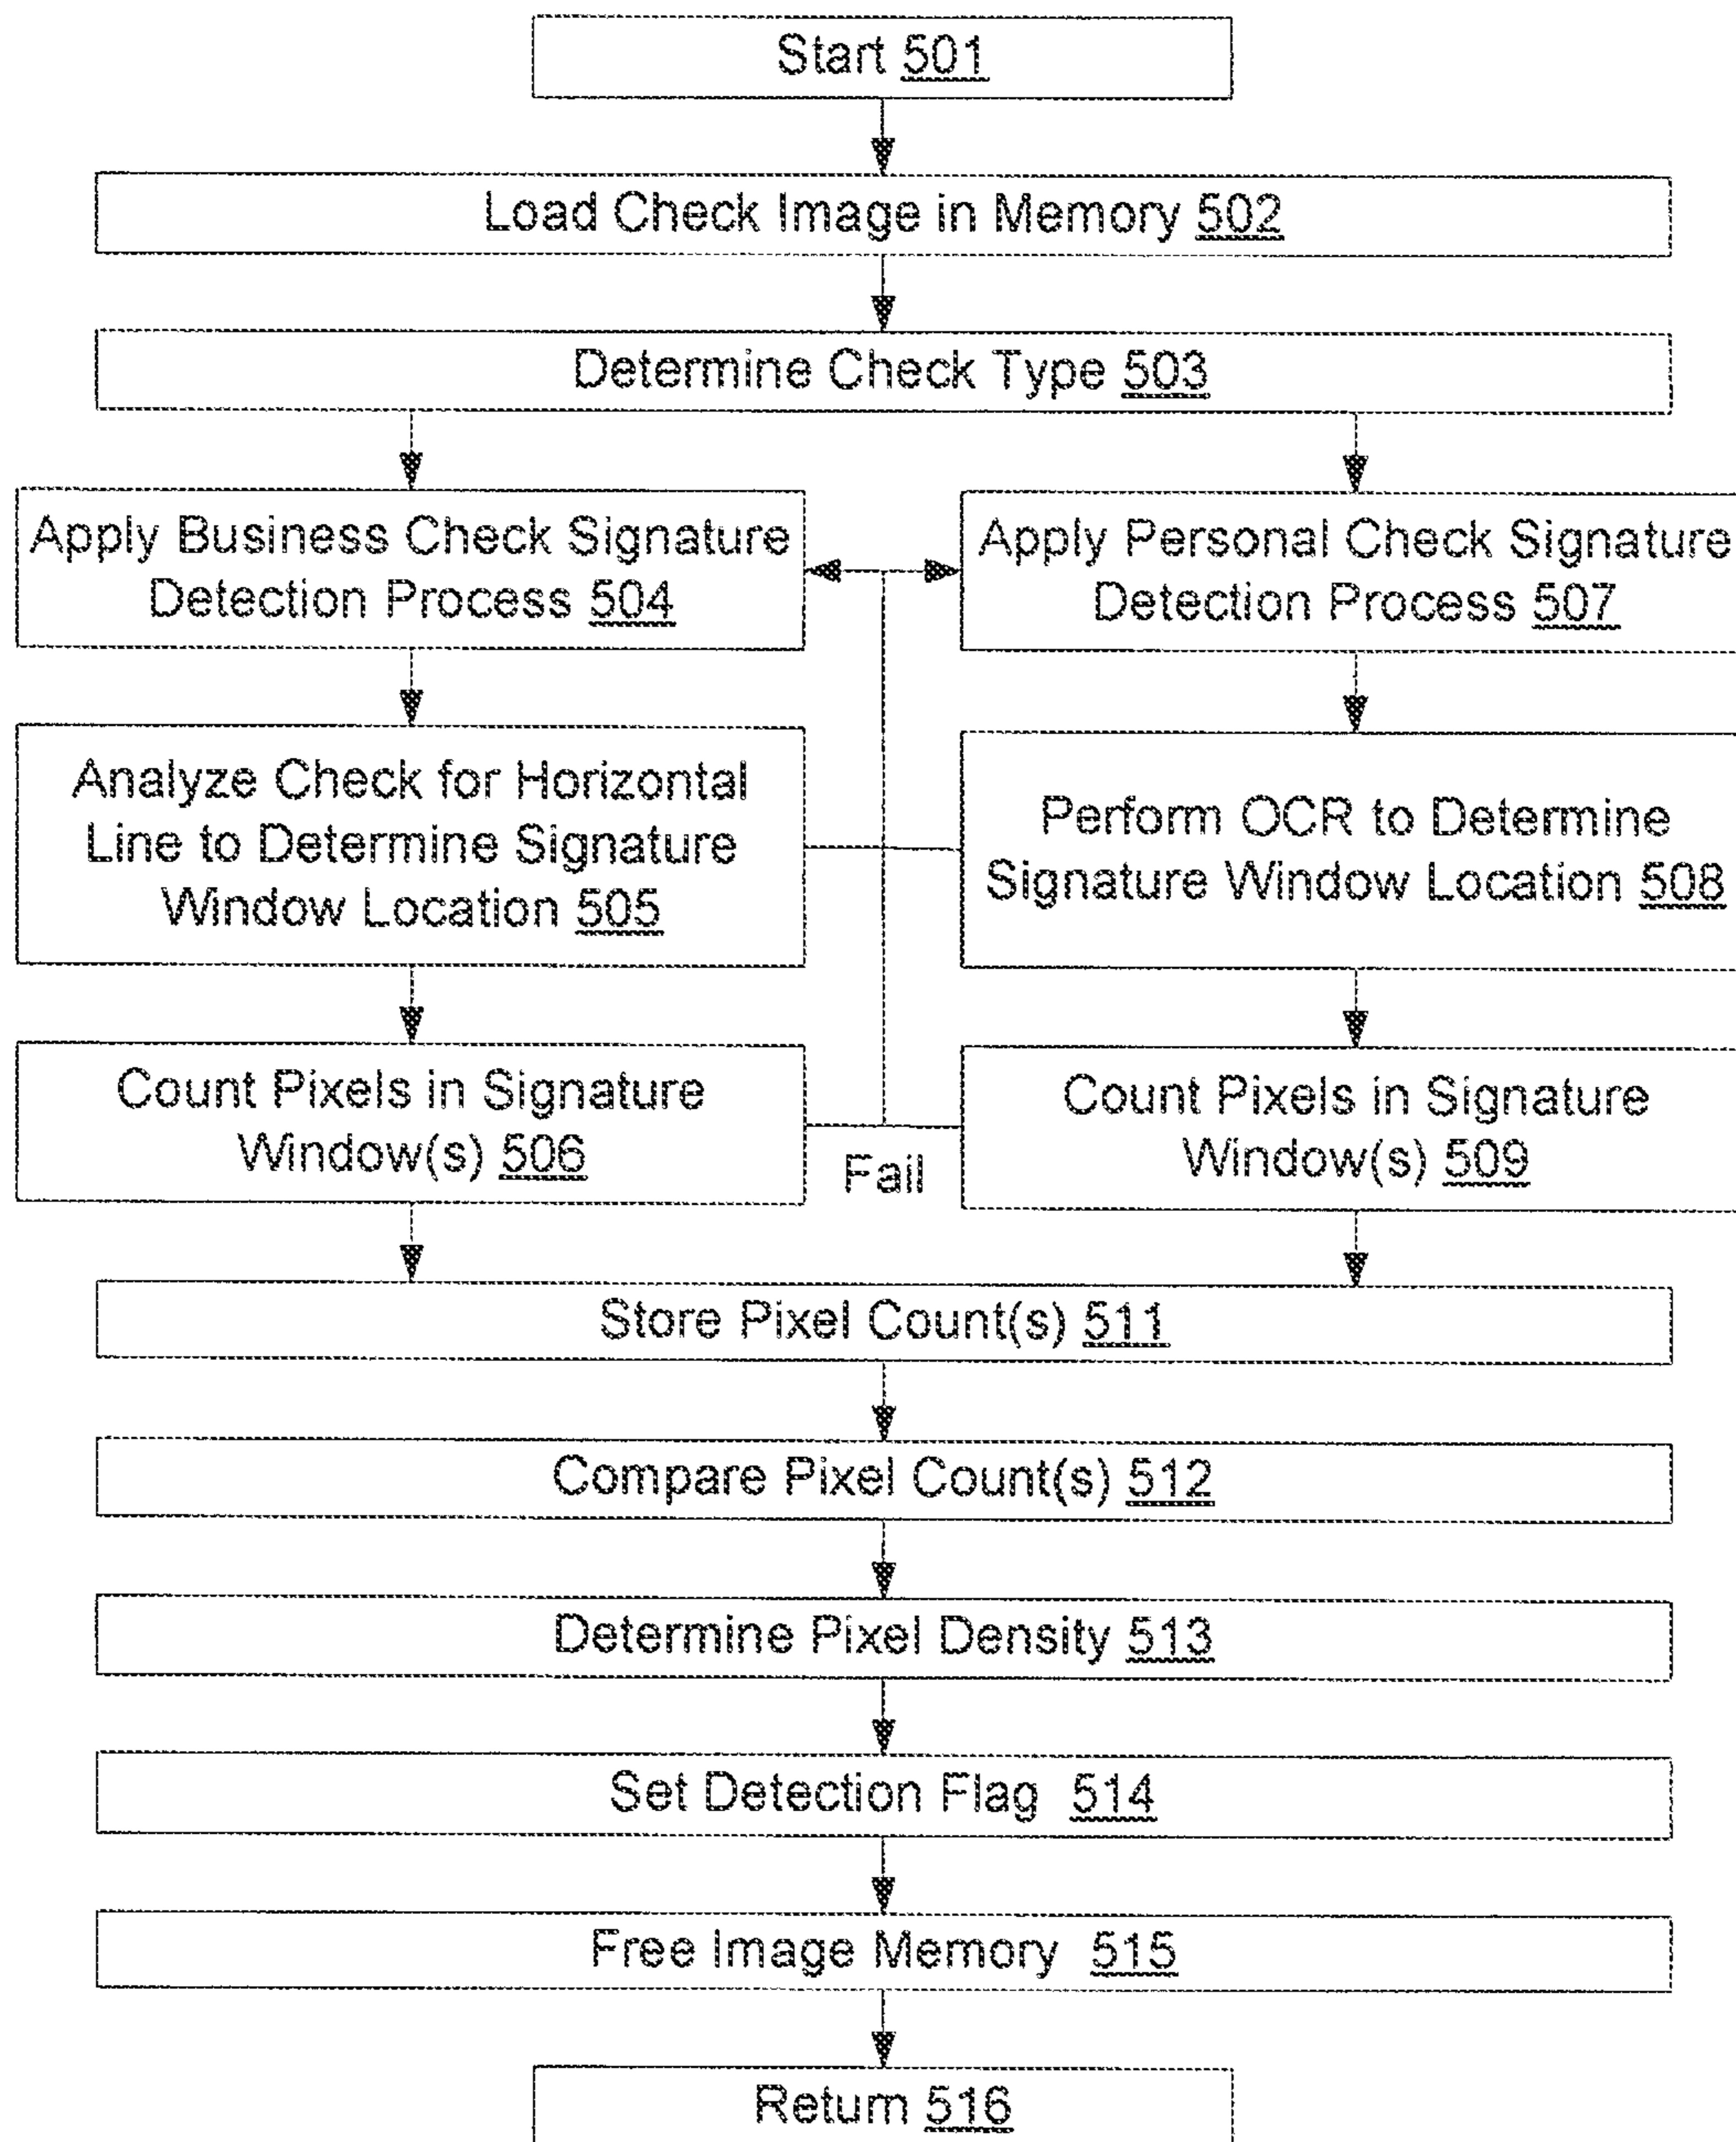 Start 501
Load Check Image in Memory 502
Determine Check Type 503
Apply Business Check Signature
Detection Process 504
Apply Personal Check Signature
Detection Process 507
Analyze Check for Horizontal
Line to Determine Signature
Window Location 505
Perform OCR to Determine
Signature Window Location 508
Count Pixels in Signature
Window(s) 506
Fail
Count Pixels in Signature
Window(s) 509
Store Pixel Count(s) 511
Compare Pixel Count(s) 512
Determine Pixel Density 513
Set Detection Flag 514
Free Image Memory 515
Return 516